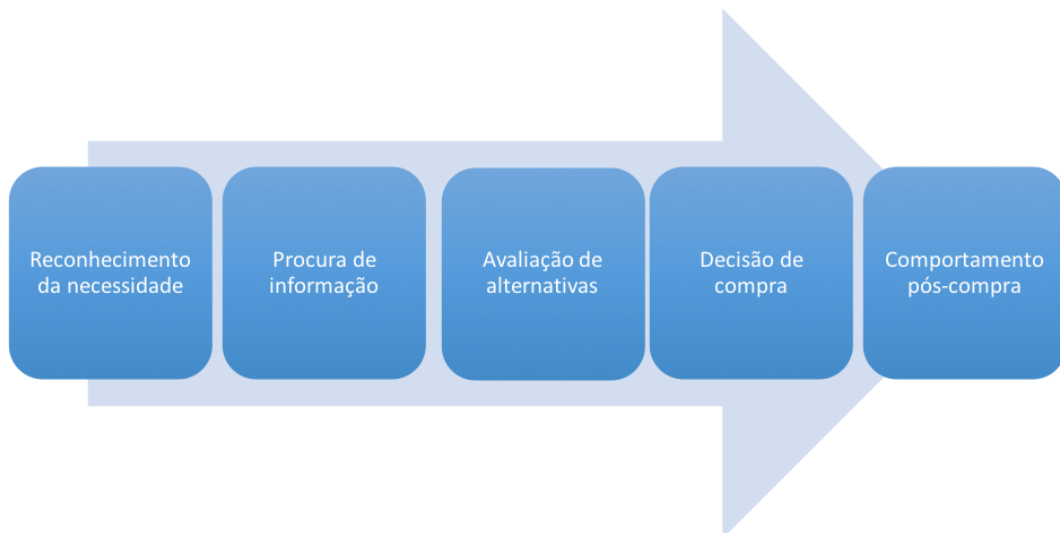 Reconhecimento
da necessidade
Procura de
informação
Avaliação de
alternativas
Decisão de
compra
Comportamento
pós-compra